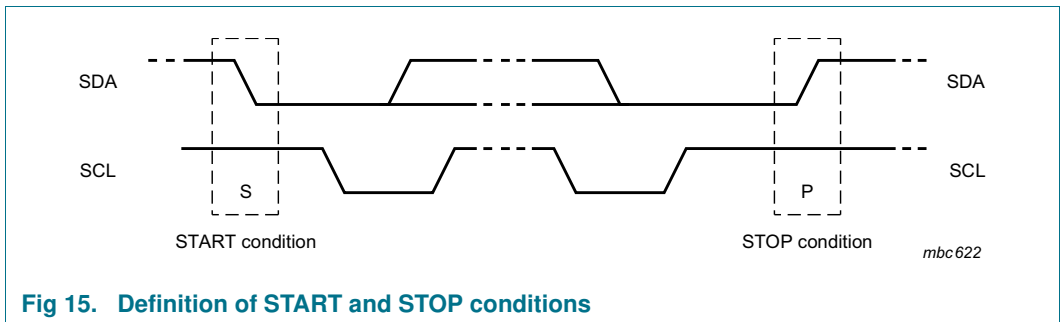 SDA
SDA
SCL
SCL
S
P
START condition
STOP condition
mbc622
Fig 15. Definition of START and STOP conditions